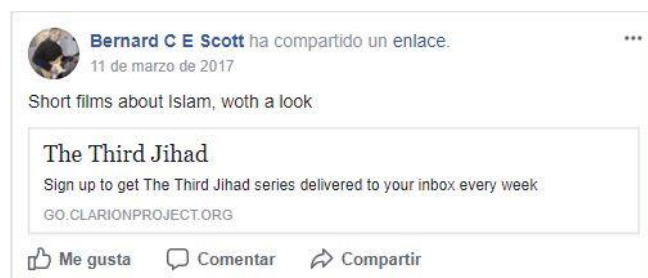 Bernard C E Scott ha compartido un enlace.
11 de marzo de 2017
Short films about Islam, woth a look
The Third Jihad
Sign up to get The Third Jihad series delivered to your inbox every week
GO.CLARIONPROJECT.ORG
Me gusta Comentar Compartir